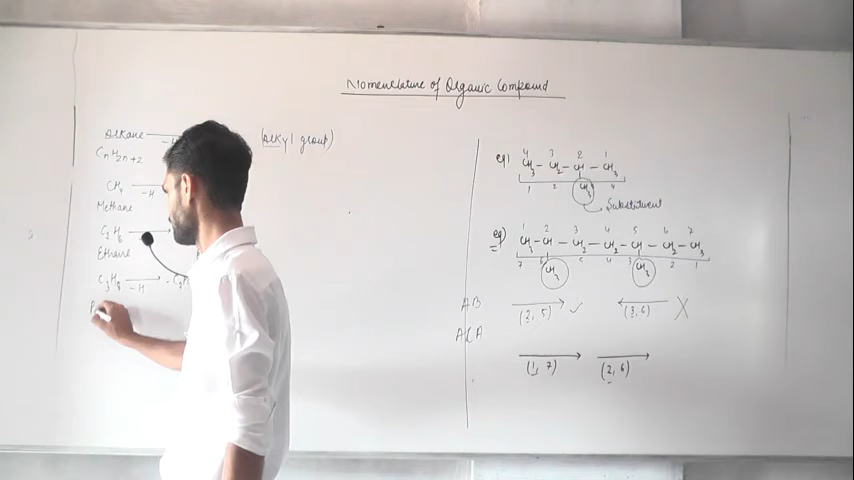 Nomenclature of Organic Compound
Alkane -H (Alkyl group)
CnH2n+2
CH4 -H
Methane
C2H6
Ethane
C3H8 -H - C3H
P
eg1 4 3 2 1
CH3 - CH2 - CH - CH3
1 2 3 4
CH3 Substituent
eg) 1 2 3 4 5 6 7
CH3 - CH - CH2 - CH2 - CH - CH2 - CH3
7 6 5 4 3 2 1
CH3 CH3
AB (2, 5) ✓ (3, 6) X
(1, 7) (2, 6)